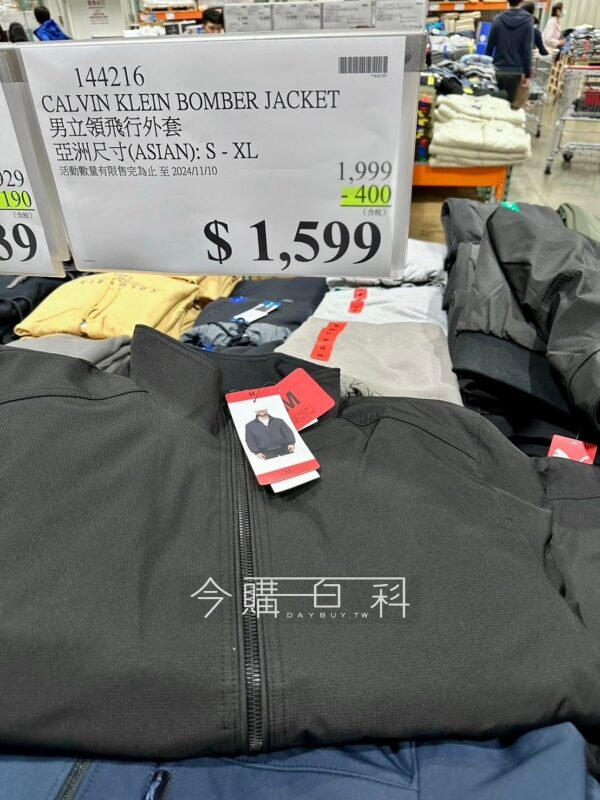 144216
CALVIN KLEIN BOMBER JACKET
男立領飛行外套
亞洲尺寸(ASIAN): S - XL
活動數量有限售完為止 至 2024/11/10
1,999
- 400
(含稅)
$ 1,599
929
190
(含稅)
89
M
M
M
今購百科
DAYBUY.TW